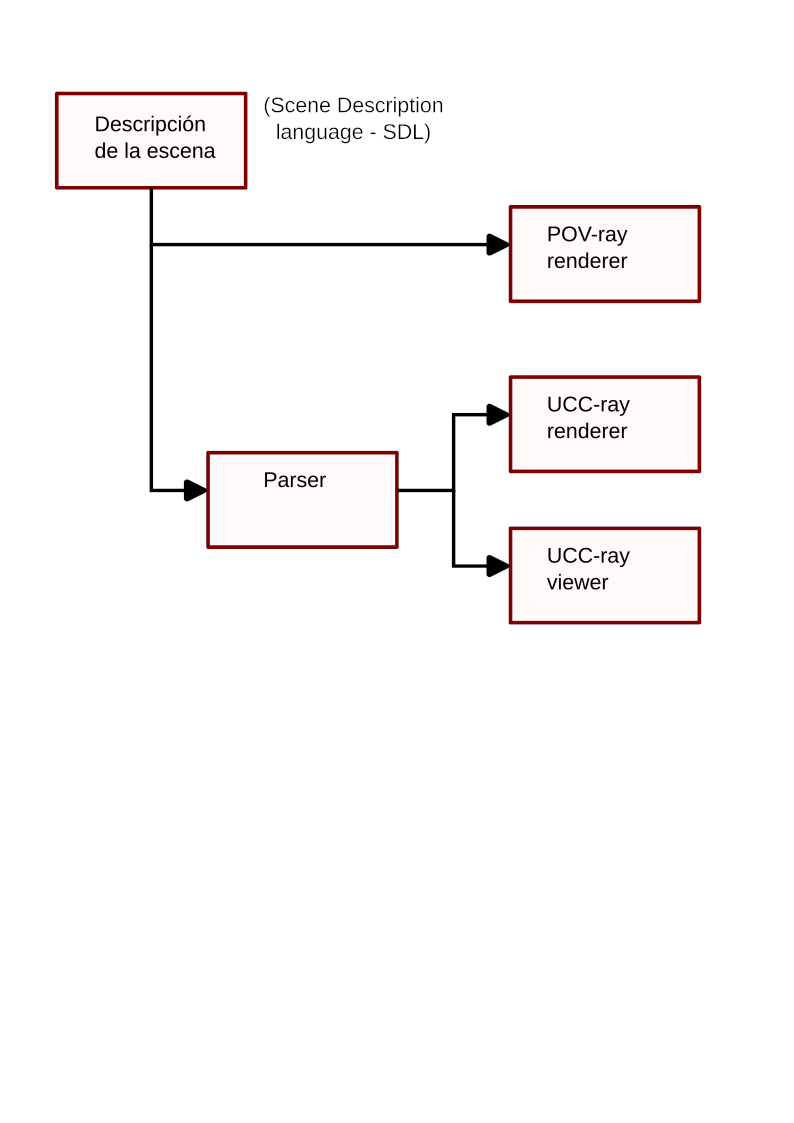 Descripción
de la escena
(Scene Description
language - SDL)
POV-ray
renderer
UCC-ray
renderer
Parser
UCC-ray
viewer